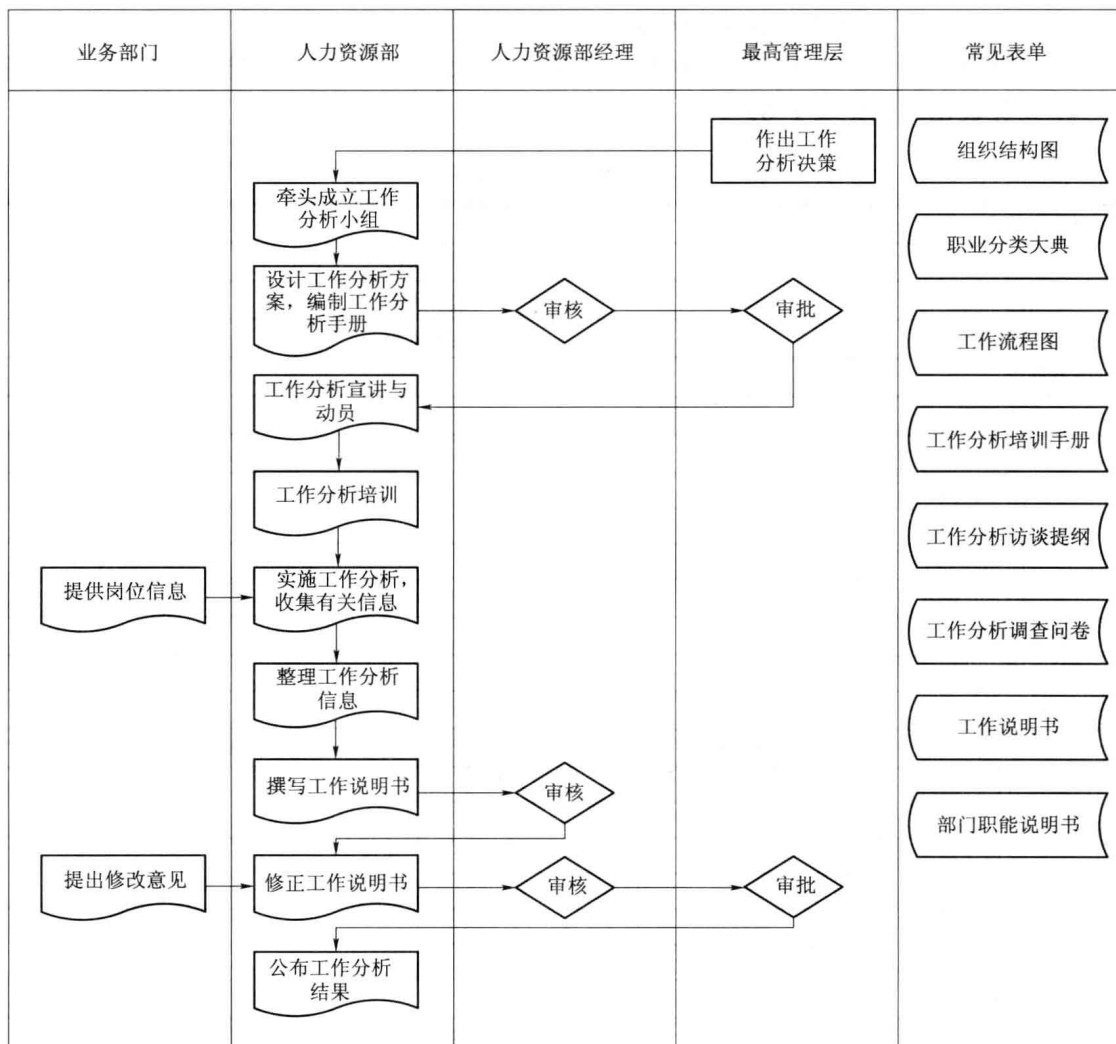 业务部门
人力资源部
人力资源部经理
最高管理层
常见表单
作出工作
分析决策
组织结构图
牵头成立工作
分析小组
职业分类大典
设计工作分析方
案，编制工作分
析手册
审核
审批
工作流程图
工作分析宣讲与
动员
工作分析培训手册
工作分析培训
工作分析访谈提纲
提供岗位信息
实施工作分析，
收集有关信息
工作分析调查问卷
整理工作分析
信息
工作说明书
撰写工作说明书
审核
部门职能说明书
提出修改意见
修正工作说明书
审核
审批
公布工作分析
结果